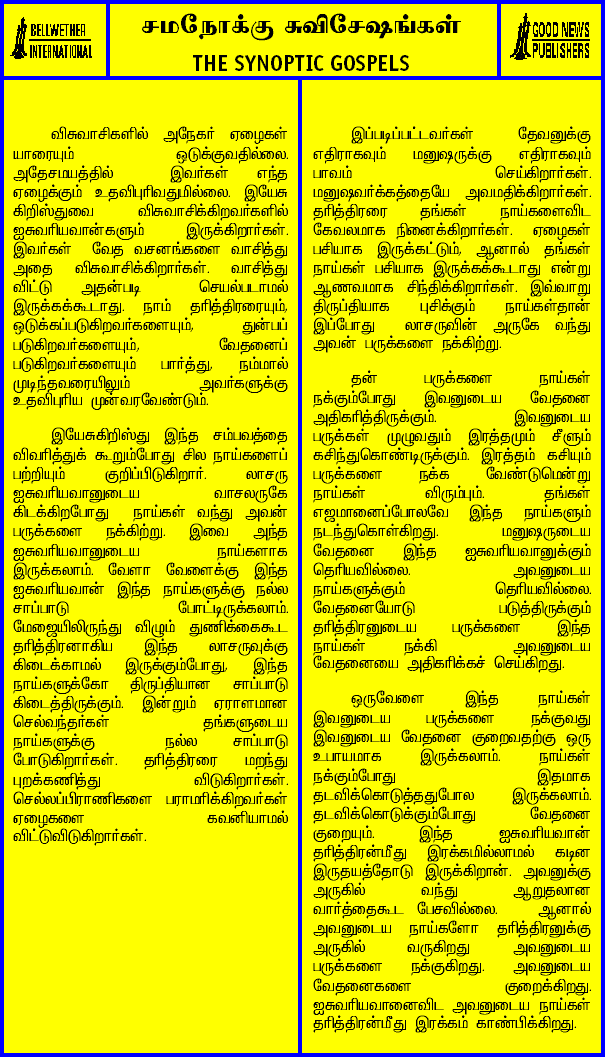 BELLWETHER
INTERNATIONAL
சமநோக்கு சுவிசேஷங்கள்
THE SYNOPTIC GOSPELS
GOOD NEWS
PUBLISHERS
விசுவாசிகளில் அநேகர் ஏழைகள்
யாரையும் ஒடுக்குவதில்லை.
அதேசமயத்தில் இவர்கள் எந்த
ஏழைக்கும் உதவிபுரிவதுமில்லை. இயேசு
கிறிஸ்துவை விசுவாசிக்கிறவர்களில்
ஐசுவரியவான்களும் இருக்கிறார்கள்.
இவர்கள் வேத வசனங்களை வாசித்து
அதை விசுவாசிக்கிறார்கள். வாசித்து
விட்டு அதன்படி செயல்படாமல்
இருக்கக்கூடாது. நாம் தரித்திரரையும்,
ஒடுக்கப்படுகிறவர்களையும், துன்பப்
படுகிறவர்களையும், வேதனைப்
படுகிறவர்களையும் பார்த்து, நம்மால்
முடிந்தவரையிலும் அவர்களுக்கு
உதவிபுரிய முன்வரவேண்டும்.
இயேசுகிறிஸ்து இந்த சம்பவத்தை
விவரித்துக் கூறும்போது சில நாய்களைப்
பற்றியும் குறிப்பிடுகிறார். லாசரு
ஐசுவரியவானுடைய வாசலருகே
கிடக்கிறபோது நாய்கள் வந்து அவன்
பருக்களை நக்கிற்று. இவை அந்த
ஐசுவரியவானுடைய நாய்களாக
இருக்கலாம். வேளா வேளைக்கு இந்த
ஐசுவரியவான் இந்த நாய்களுக்கு நல்ல
சாப்பாடு போட்டிருக்கலாம்.
மேஜையிலிருந்து விழும் துணிக்கைகூட
தரித்திரனாகிய இந்த லாசருவுக்கு
கிடைக்காமல் இருக்கும்போது, இந்த
நாய்களுக்கோ திருப்தியான சாப்பாடு
கிடைத்திருக்கும். இன்றும் ஏராளமான
செல்வந்தர்கள் தங்களுடைய
நாய்களுக்கு நல்ல சாப்பாடு
போடுகிறார்கள். தரித்திரரை மறந்து
புறக்கணித்து விடுகிறார்கள்.
செல்லப்பிராணிகளை பராமரிக்கிறவர்கள்
ஏழைகளை கவனியாமல்
விட்டுவிடுகிறார்கள்.
இப்படிப்பட்டவர்கள் தேவனுக்கு
எதிராகவும் மனுஷருக்கு எதிராகவும்
பாவம் செய்கிறார்கள்.
மனுஷவர்க்கத்தையே அவமதிக்கிறார்கள்.
தரித்திரரை தங்கள் நாய்களைவிட
கேவலமாக நினைக்கிறார்கள். ஏழைகள்
பசியாக இருக்கட்டும், ஆனால் தங்கள்
நாய்கள் பசியாக இருக்கக்கூடாது என்று
ஆணவமாக சிந்திக்கிறார்கள். இவ்வாறு
திருப்தியாக புசிக்கும் நாய்கள்தான்
இப்போது லாசருவின் அருகே வந்து
அவன் பருக்களை நக்கிற்று.
தன் பருக்களை நாய்கள்
நக்கும்போது இவனுடைய வேதனை
அதிகரித்திருக்கும். இவனுடைய
பருக்கள் முழுவதும் இரத்தமும் சீளும்
கசிந்துகொண்டிருக்கும். இரத்தம் கசியும்
பருக்களை நக்க வேண்டுமென்று
நாய்கள் விரும்பும். தங்கள்
எஜமானைப்போலவே இந்த நாய்களும்
நடந்துகொள்கிறது. மனுஷருடைய
வேதனை இந்த ஐசுவரியவானுக்கும்
தெரியவில்லை. அவனுடைய
நாய்களுக்கும் தெரியவில்லை.
வேதனையோடு படுத்திருக்கும்
தரித்திரனுடைய பருக்களை இந்த
நாய்கள் நக்கி அவனுடைய
வேதனையை அதிகரிக்கச் செய்கிறது.
ஒருவேளை இந்த நாய்கள்
இவனுடைய பருக்களை நக்குவது
இவனுடைய வேதனை குறைவதற்கு ஒரு
உபாயமாக இருக்கலாம். நாய்கள்
நக்கும்போது இதமாக
தடவிக்கொடுத்ததுபோல இருக்கலாம்.
தடவிக்கொடுக்கும்போது வேதனை
குறையும். இந்த ஐசுவரியவான்
தரித்திரன்மீது இரக்கமில்லாமல் கடின
இருதயத்தோடு இருக்கிறான். அவனுக்கு
அருகில் வந்து ஆறுதலான
வார்த்தைகூட பேசவில்லை. ஆனால்
அவனுடைய நாய்களோ தரித்திரனுக்கு
அருகில் வருகிறது அவனுடைய
பருக்களை நக்குகிறது. அவனுடைய
வேதனைகளை குறைக்கிறது.
ஐசுவரியவானைவிட அவனுடைய நாய்கள்
தரித்திரன்மீது இரக்கம் காண்பிக்கிறது.